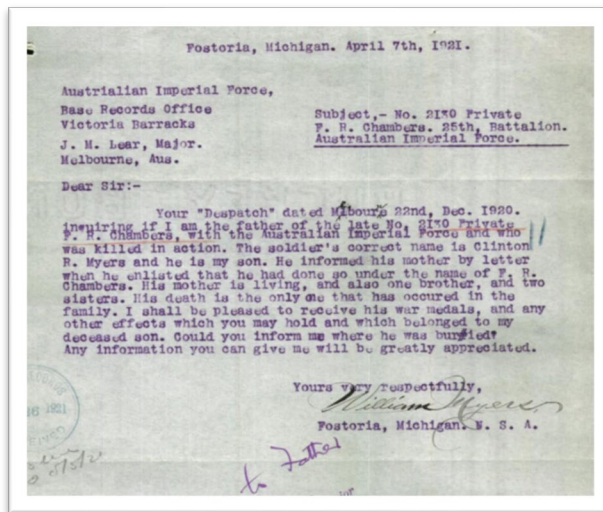 Fostoria, Michigan. April 7th, I92I.
Austrialian Imperial Force,
Base Records Office
Victoria Barracks
J. M. Lear, Major.
Melbourne, Aus.
Subject,- No. 2I30 Private
F. R. Chambers. 25th, Battalion.
Australian Imperial Force.
Dear Sir:-
Your "Despatch" dated 22nd, Dec. I920.
inquiring if I am the father of the late No. 2I30 Private
F. R. Chambers, with the Australian Imperial Force and who
was killed in action. The soldier's correct name is Clinton
R. Myers and he is my son. He informed his mother by letter
when he enlisted that he had done so under the name of F. R.
Chambers. His mother is living, and also one brother, and two
sisters. His death is the only one that has occured in the
family. I shall be pleased to receive his war medals, and any
other effects which you may hold and which belonged to my
deceased son. Could you inform me where he was
Any information you can give me will be greatly appreciated.
Yours very respectfully,
William Myers
Fostoria, Michigan. N. S. A.
16 1921
to Father